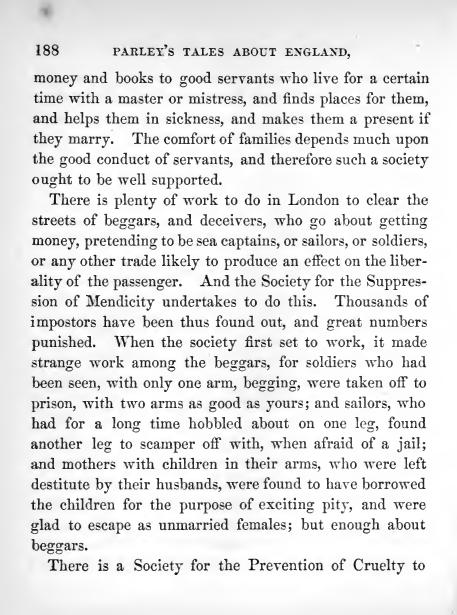 188 PARLEY'S TALES ABOUT ENGLAND,
money and books to good servants who live for a certain
time with a master or mistress, and finds places for them,
and helps them in sickness, and makes them a present if
they marry. The comfort of families depends much upon
the good conduct of servants, and therefore such a society
ought to be well supported.
There is plenty of work to do in London to clear the
streets of beggars, and deceivers, who go about getting
money, pretending to be sea captains, or sailors, or soldiers,
or any other trade likely to produce an effect on the liber-
ality of the passenger. And the Society for the Suppres-
sion of Mendicity undertakes to do this. Thousands of
impostors have been thus found out, and great numbers
punished. When the society first set to work, it made
strange work among the beggars, for soldiers who had
been seen, with only one arm, begging, were taken off to
prison, with two arms as good as yours; and sailors, who
had for a long time hobbled about on one leg, found
another leg to scamper off with, when afraid of a jail;
and mothers with children in their arms, who were left
destitute by their husbands, were found to have borrowed
the children for the purpose of exciting pity, and were
glad to escape as unmarried females; but enough about
beggars.
There is a Society for the Prevention of Cruelty to